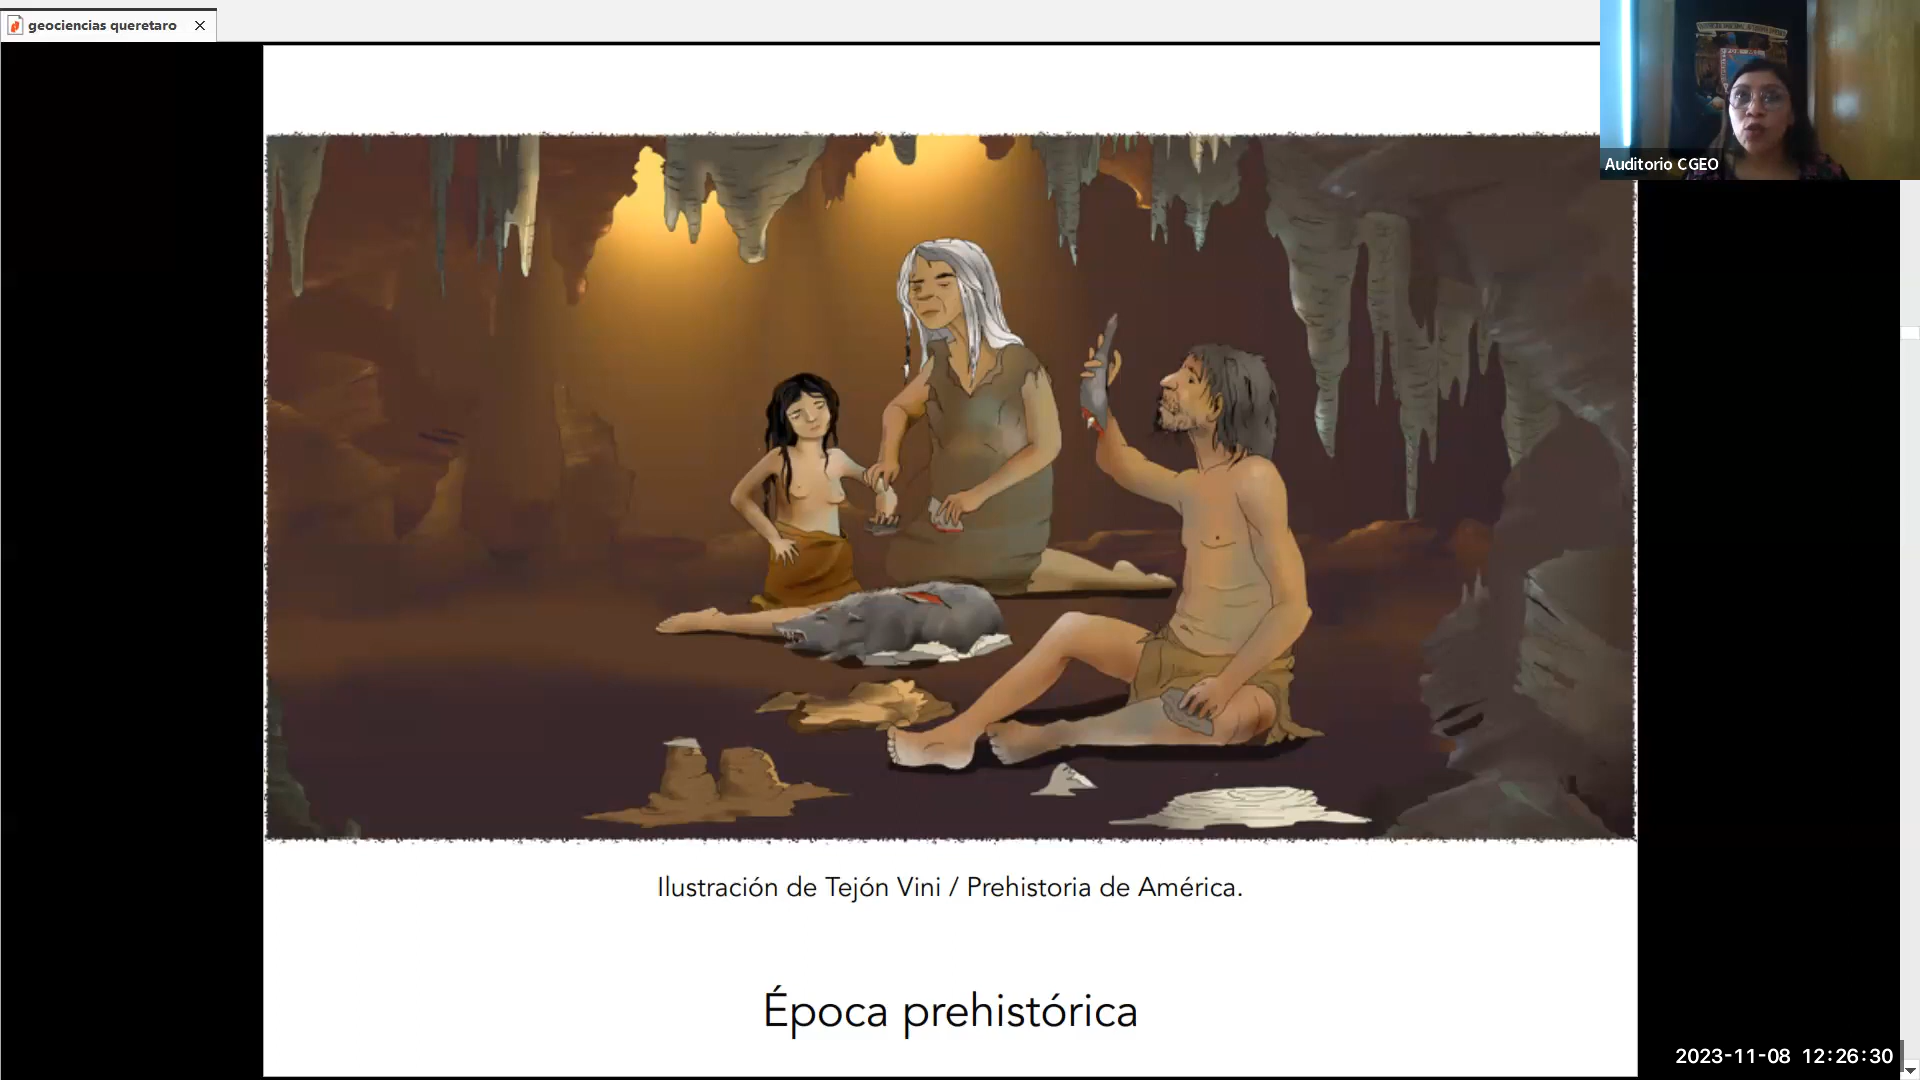 geociencias queretaro
Auditorio CGEO
Ilustración de Tejón Vini / Prehistoria de América.
Época prehistórica
2023-11-08 12:26:30